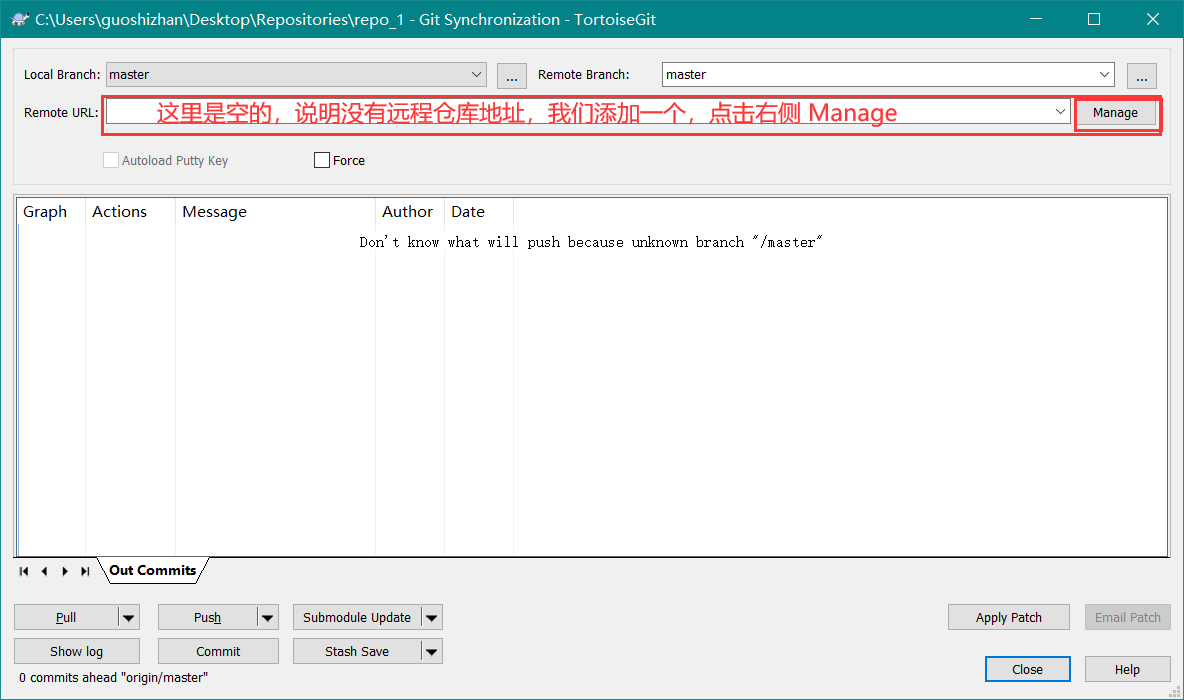 C:\Users\guoshizhan\Desktop\Repositories\repo_1 - Git Synchronization - TortoiseGit
Local Branch: master ... Remote Branch: master ...
Remote URL: 这里是空的，说明没有远程仓库地址，我们添加一个，点击右侧 Manage Manage
Autoload Putty Key Force
Graph Actions Message Author Date
Don't know what will push because unknown branch "/master"
Out Commits
Pull Push Submodule Update Apply Patch Email Patch
Show log Commit Stash Save
Close Help
0 commits ahead "origin/master"